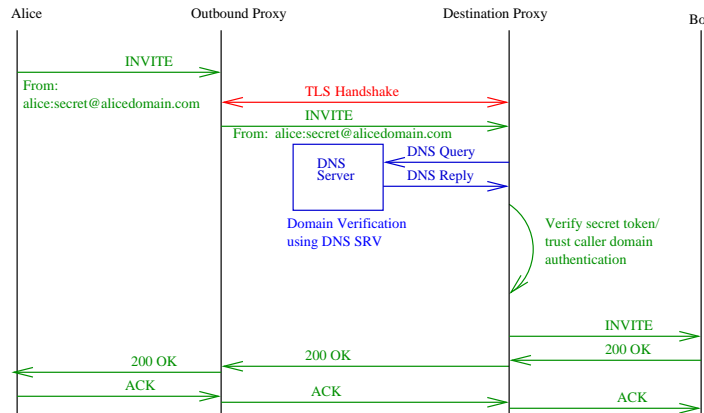 Alice
Outbound Proxy
Destination Proxy
Bo
INVITE
From:
alice:secret@alicedomain.com
TLS Handshake
INVITE
From: alice:secret@alicedomain.com
DNS
Server
DNS Query
DNS Reply
Domain Verification
using DNS SRV
Verify secret token/
trust caller domain
authentication
INVITE
200 OK
200 OK
200 OK
ACK
ACK
ACK